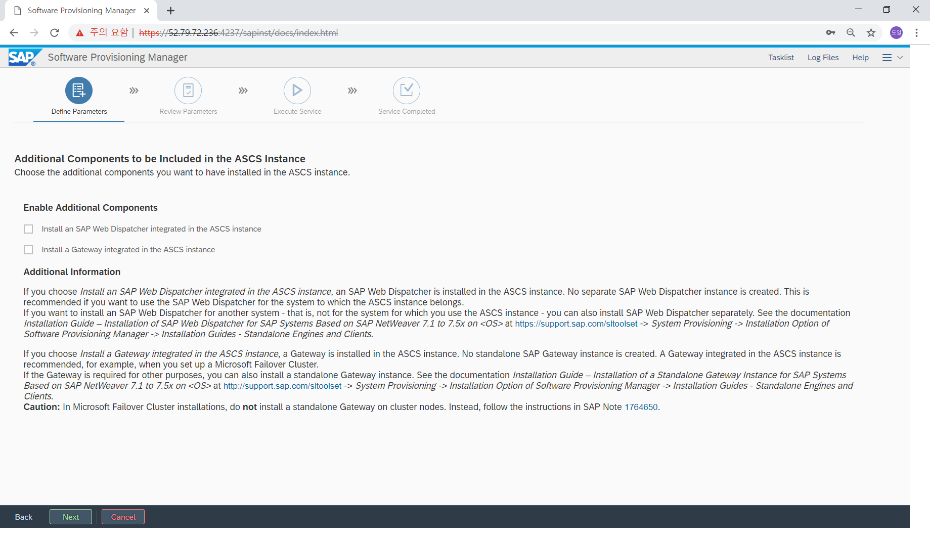 Software Provisioning Manager
주의 요함 | https://52.79.72.236:4237/sapinst/docs/index.html
도일
SAP Software Provisioning Manager
Tasklist Log Files Help
Define Parameters
Review Parameters
Execute Service
Service Completed
Additional Components to be Included in the ASCS Instance
Choose the additional components you want to have installed in the ASCS instance.
Enable Additional Components
Install an SAP Web Dispatcher integrated in the ASCS instance
Install a Gateway integrated in the ASCS instance
Additional Information
If you choose Install an SAP Web Dispatcher integrated in the ASCS instance, an SAP Web Dispatcher is installed in the ASCS instance. No separate SAP Web Dispatcher instance is created. This is
recommended if you want to use the SAP Web Dispatcher for the system to which the ASCS instance belongs.
If you want to install an SAP Web Dispatcher for another system - that is, not for the system for which you use the ASCS instance - you can also install SAP Web Dispatcher separately. See the documentation
Installation Guide – Installation of SAP Web Dispatcher for SAP Systems Based on SAP NetWeaver 7.1 to 7.5x on <OS> at https://support.sap.com/sltoolset -> System Provisioning -> Installation Option of
Software Provisioning Manager -> Installation Guides - Standalone Engines and Clients.
If you choose Install a Gateway integrated in the ASCS instance, a Gateway is installed in the ASCS instance. No standalone SAP Gateway instance is created. A Gateway integrated in the ASCS instance is
recommended, for example, when you set up a Microsoft Failover Cluster.
If the Gateway is required for other purposes, you can also install a standalone Gateway instance. See the documentation Installation Guide – Installation of a Standalone Gateway Instance for SAP Systems
Based on SAP NetWeaver 7.1 to 7.5x on <OS> at http://support.sap.com/sltoolset -> System Provisioning -> Installation Option of Software Provisioning Manager -> Installation Guides - Standalone Engines and
Clients.
Caution: In Microsoft Failover Cluster installations, do not install a standalone Gateway on cluster nodes. Instead, follow the instructions in SAP Note 1764650.
Back Next Cancel